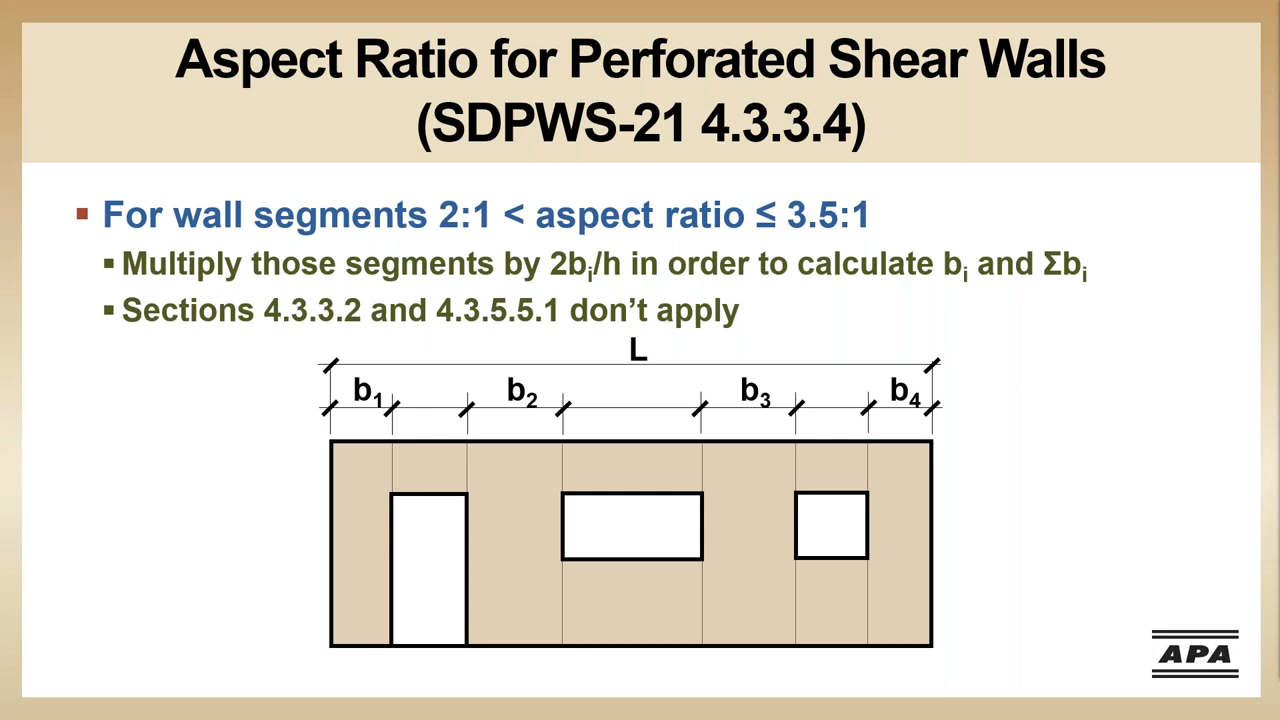 Aspect Ratio for Perforated Shear Walls
(SDPWS-21 4.3.3.4)
▪ For wall segments 2:1 < aspect ratio ≤ 3.5:1
▪ Multiply those segments by 2bᵢ/h in order to calculate bᵢ and Σbᵢ
▪ Sections 4.3.3.2 and 4.3.5.5.1 don’t apply
L
b₁ b₂ b₃ b₄
APA